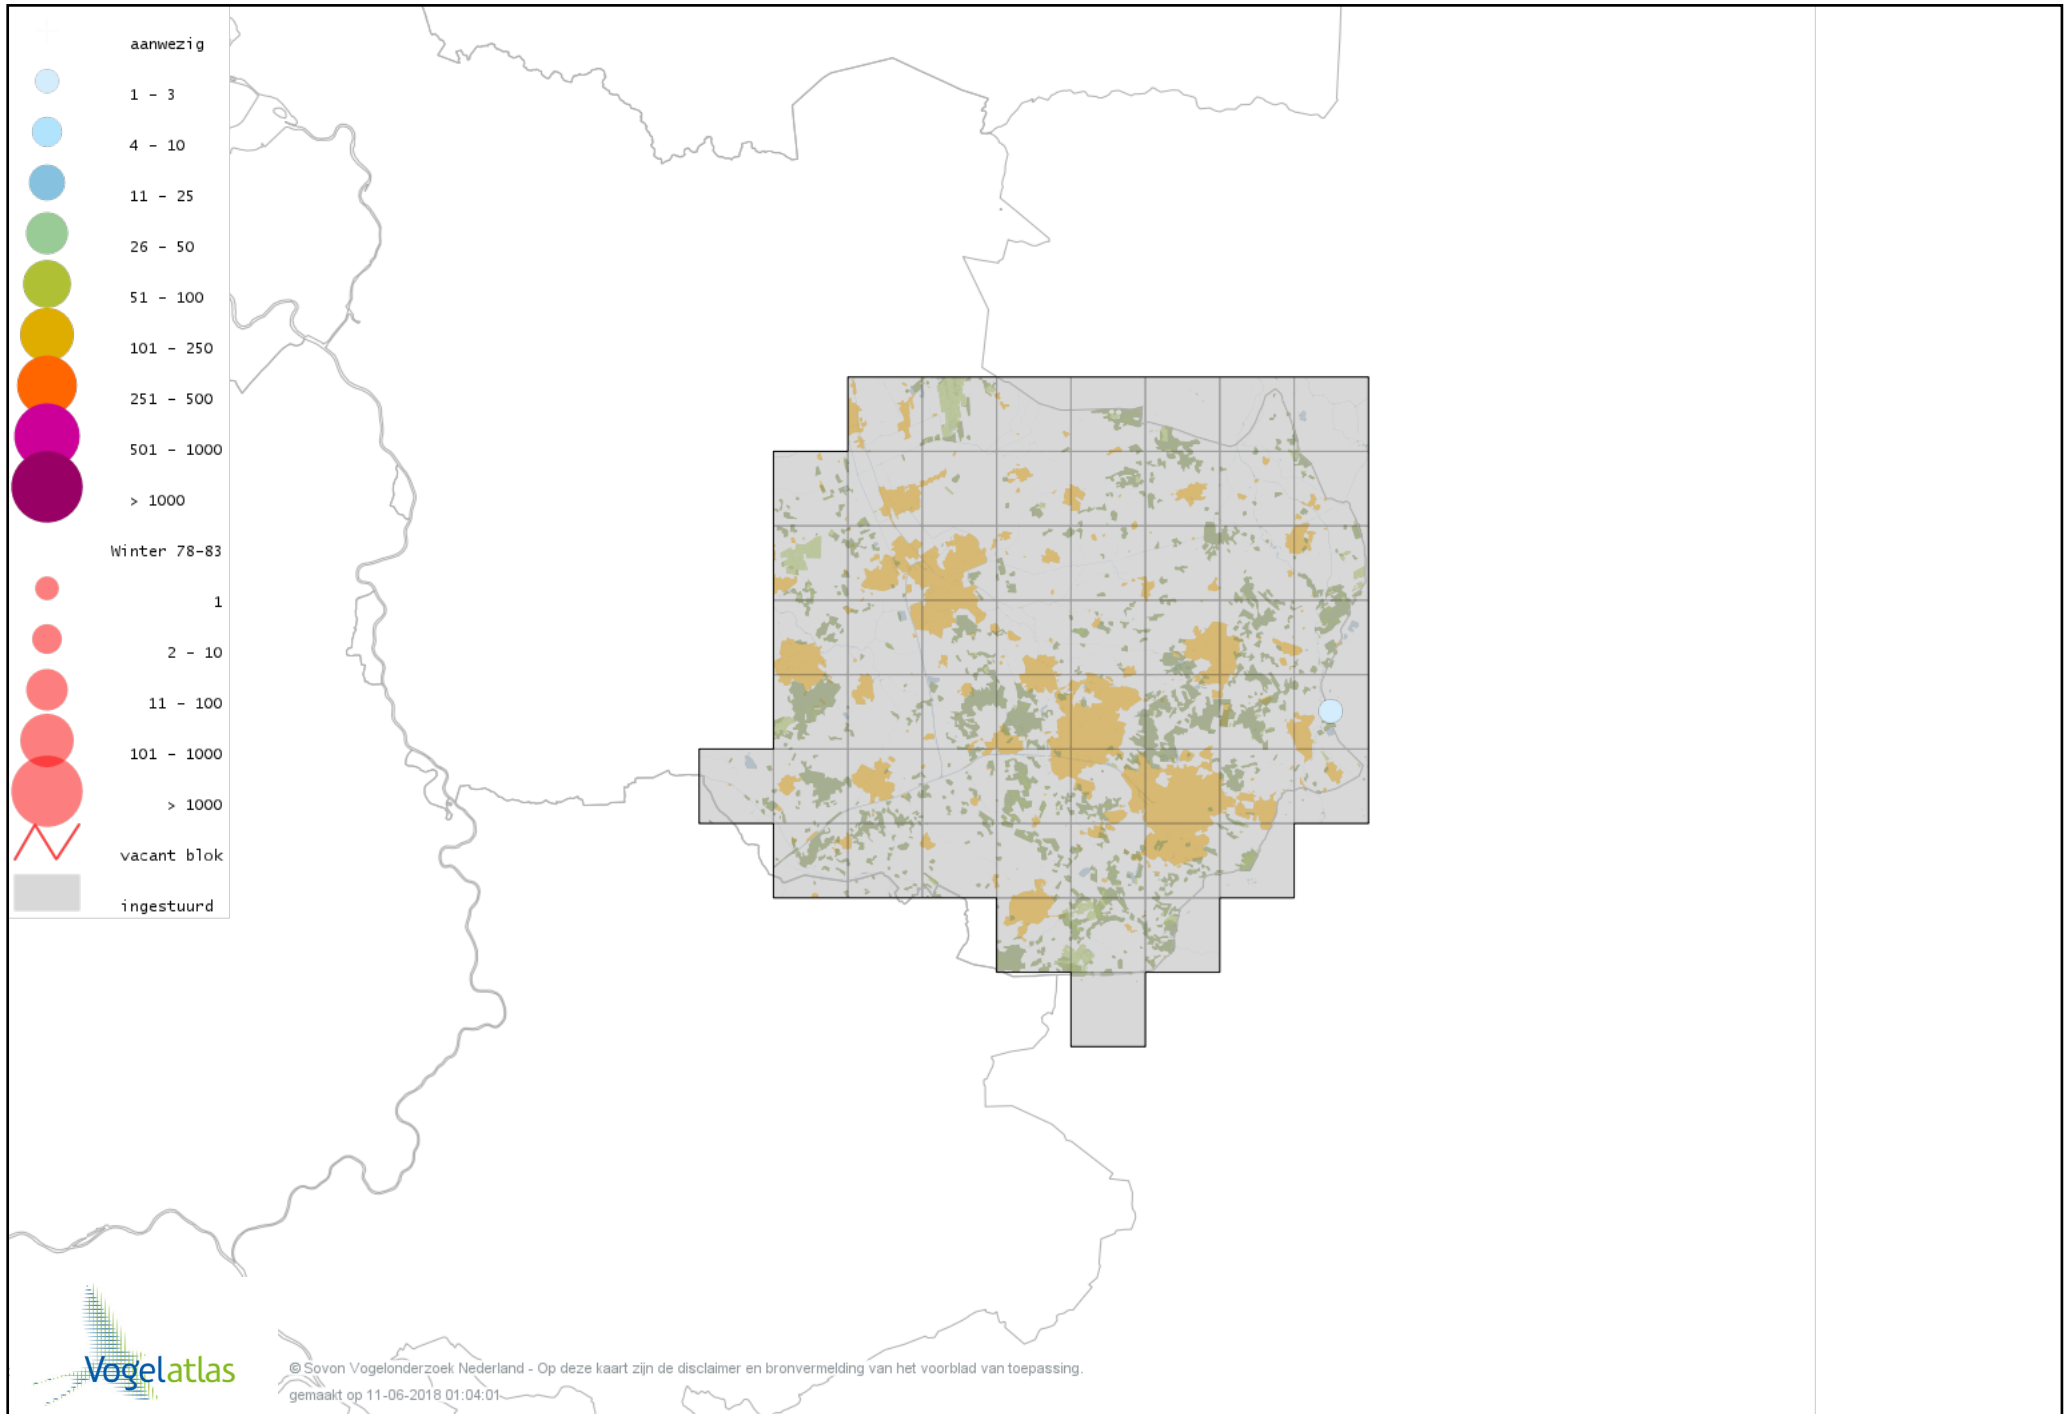 aanwezig
1 - 3
4 - 10
11 - 25
26 - 50
51 - 100
101 - 250
251 - 500
501 - 1000
> 1000
Winter 78-83
1
2 - 10
11 - 100
101 - 1000
> 1000
vacant blok
ingestuurd
Vogelatlas
© Sovon Vogelonderzoek Nederland - Op deze kaart zijn de disclaimer en bronvermelding van het voorblad van toepassing.
gemaakt op 11-06-2018 01:04:01